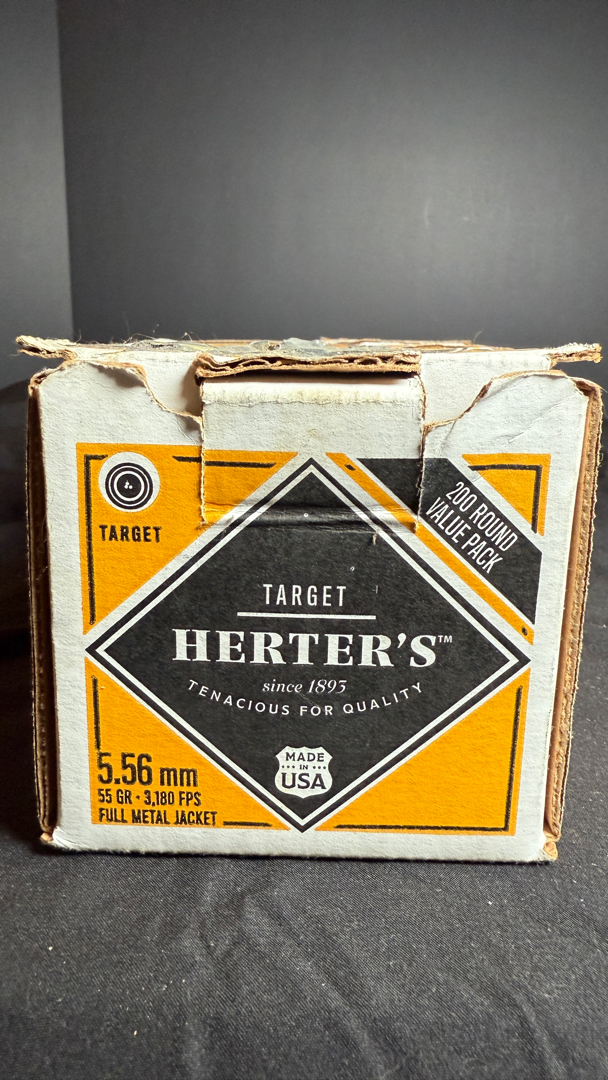 TARGET
200 ROUND
VALUE PACK
TARGET
HERTER'S™
since 1893
TENACIOUS FOR QUALITY
MADE
IN
USA
5.56 mm
55 GR • 3,180 FPS
FULL METAL JACKET